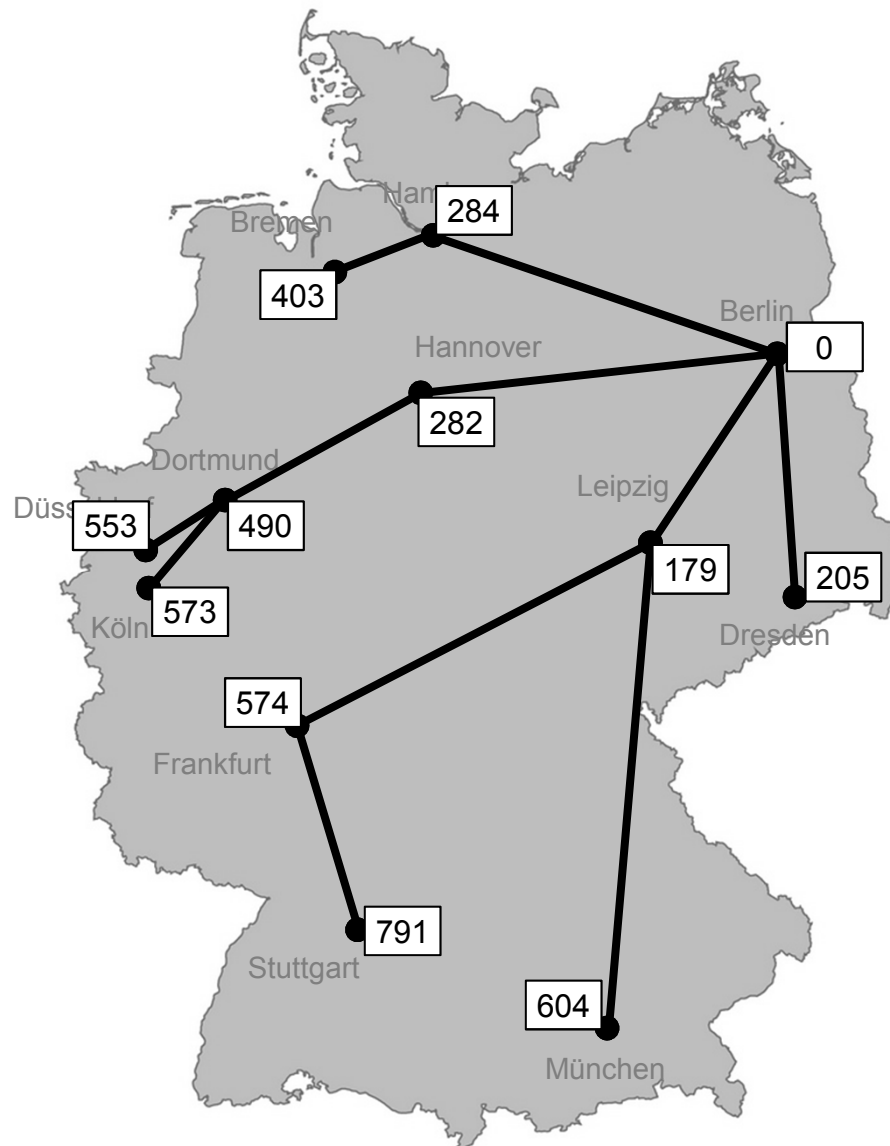 284
Bremen
403
Berlin
0
Hannover
282
Dortmund
553
490
Leipzig
179
205
573
Köln
Dresden
574
Frankfurt
791
Stuttgart
604
München